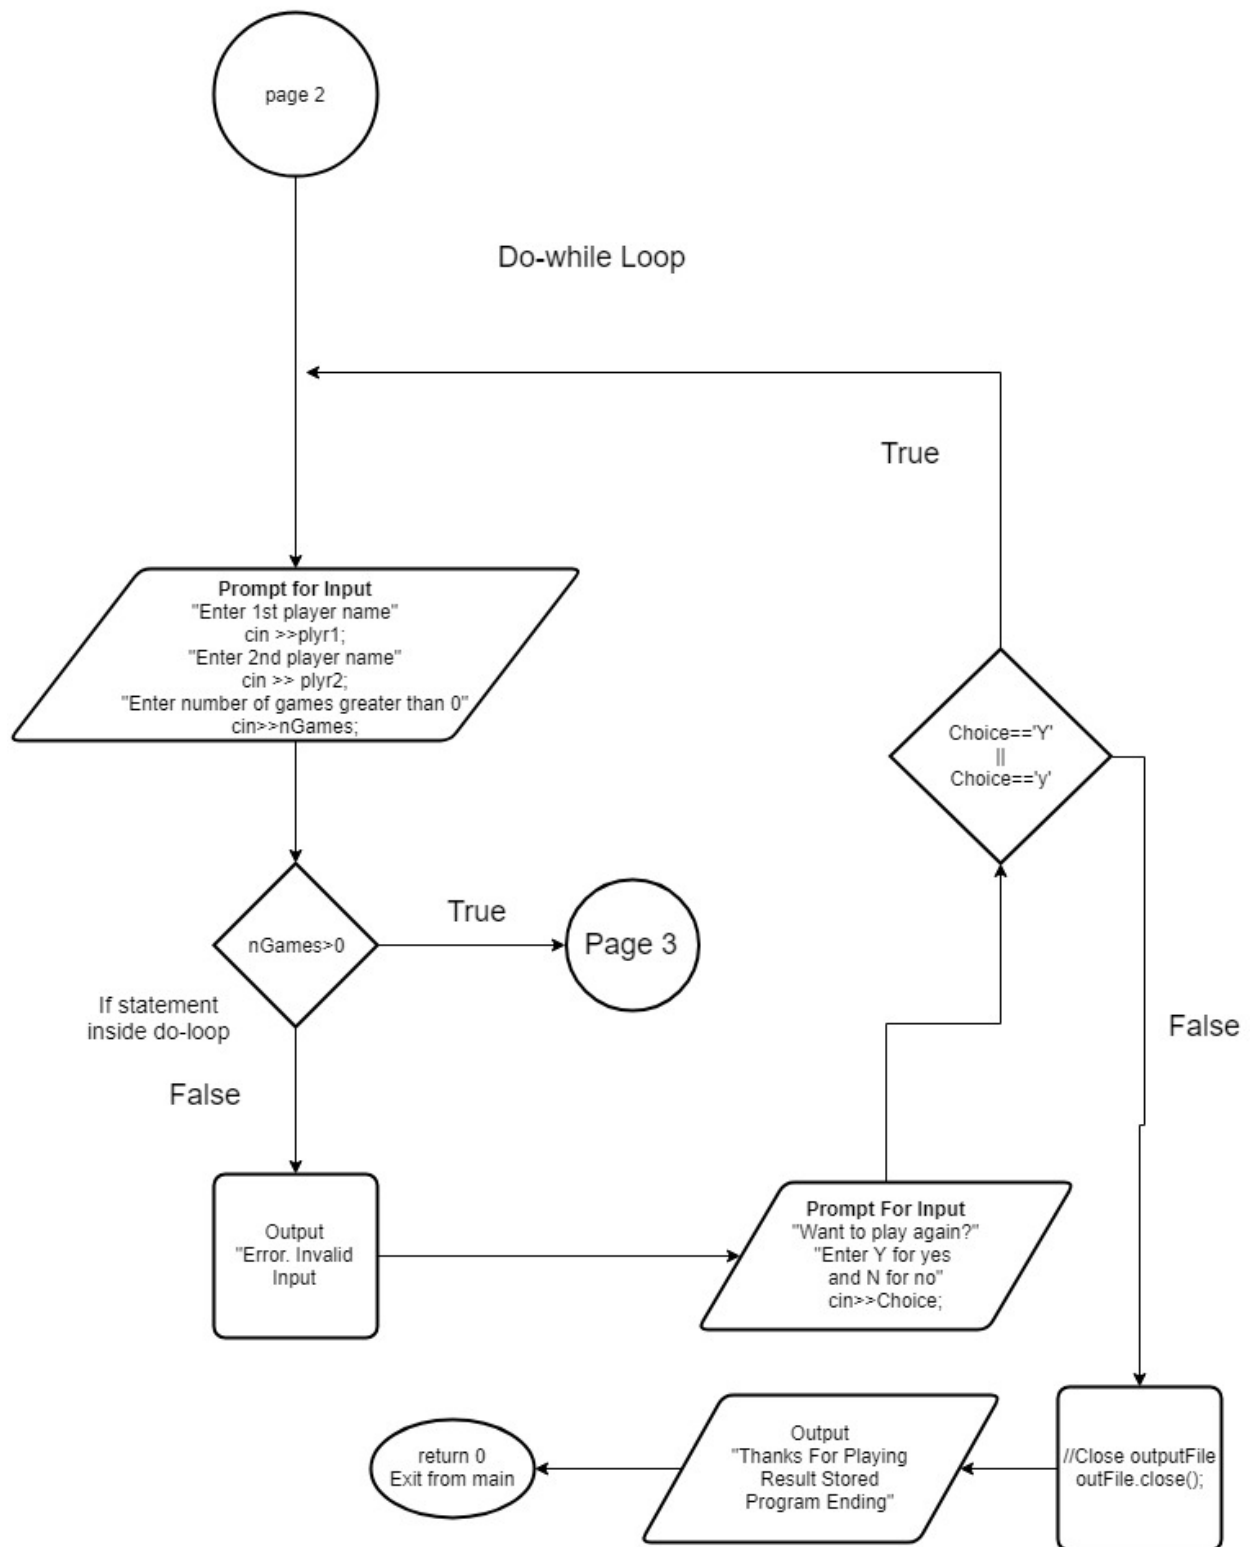 page 2
Do-while Loop
True
Prompt for Input
"Enter 1st player name"
cin >>plyr1;
"Enter 2nd player name"
cin >> plyr2;
"Enter number of games greater than 0"
cin>>nGames;
Choice=='Y'
||
Choice=='y'
nGames>0
True
Page 3
If statement
inside do-loop
False
False
Output
"Error. Invalid
Input
Prompt For Input
"Want to play again?"
"Enter Y for yes
and N for no"
cin>>Choice;
//Close outputFile
outFile.close();
Output
"Thanks For Playing
Result Stored
Program Ending"
return 0
Exit from main